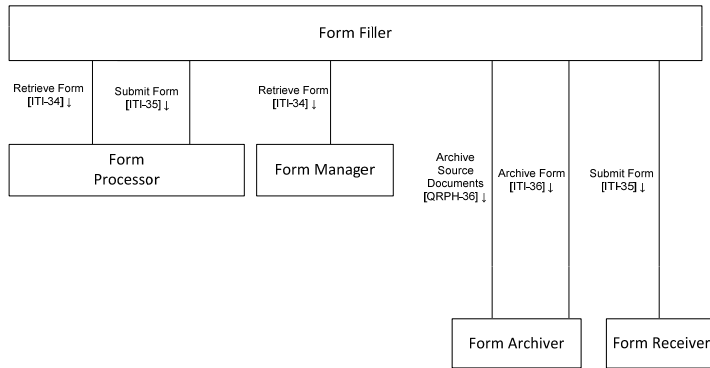 Form Filler
Retrieve Form
[ITI-34] ↓
Submit Form
[ITI-35] ↓
Retrieve Form
[ITI-34] ↓
Form
Processor
Form Manager
Archive
Source
Documents
[QRPH-36] ↓
Archive Form
[ITI-36] ↓
Submit Form
[ITI-35] ↓
Form Archiver
Form Receiver